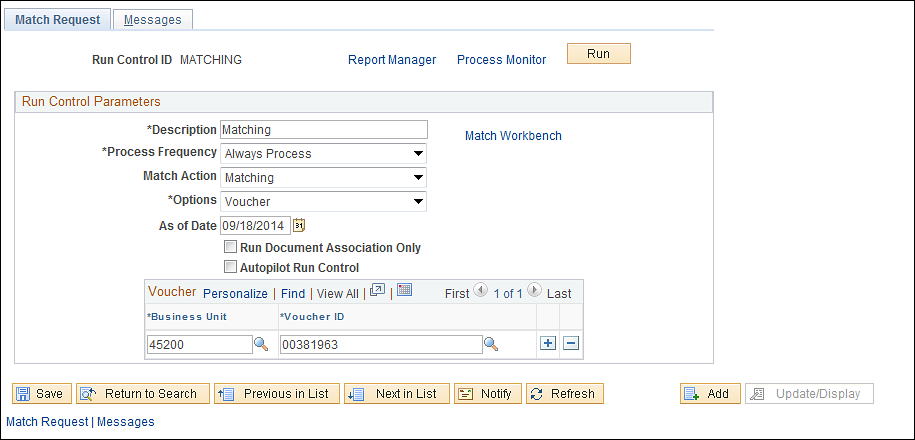 Match Request Messages
Run Control ID MATCHING Report Manager Process Monitor Run
Run Control Parameters
*Description Matching Match Workbench
*Process Frequency Always Process
Match Action Matching
*Options Voucher
As of Date 09/18/2014 31
Run Document Association Only
Autopilot Run Control
Voucher Personalize | Find | View All | | First 1 of 1 Last
*Business Unit *Voucher ID
45200 00381963
Save Return to Search Previous in List Next in List Notify Refresh Add Update/Display
Match Request | Messages